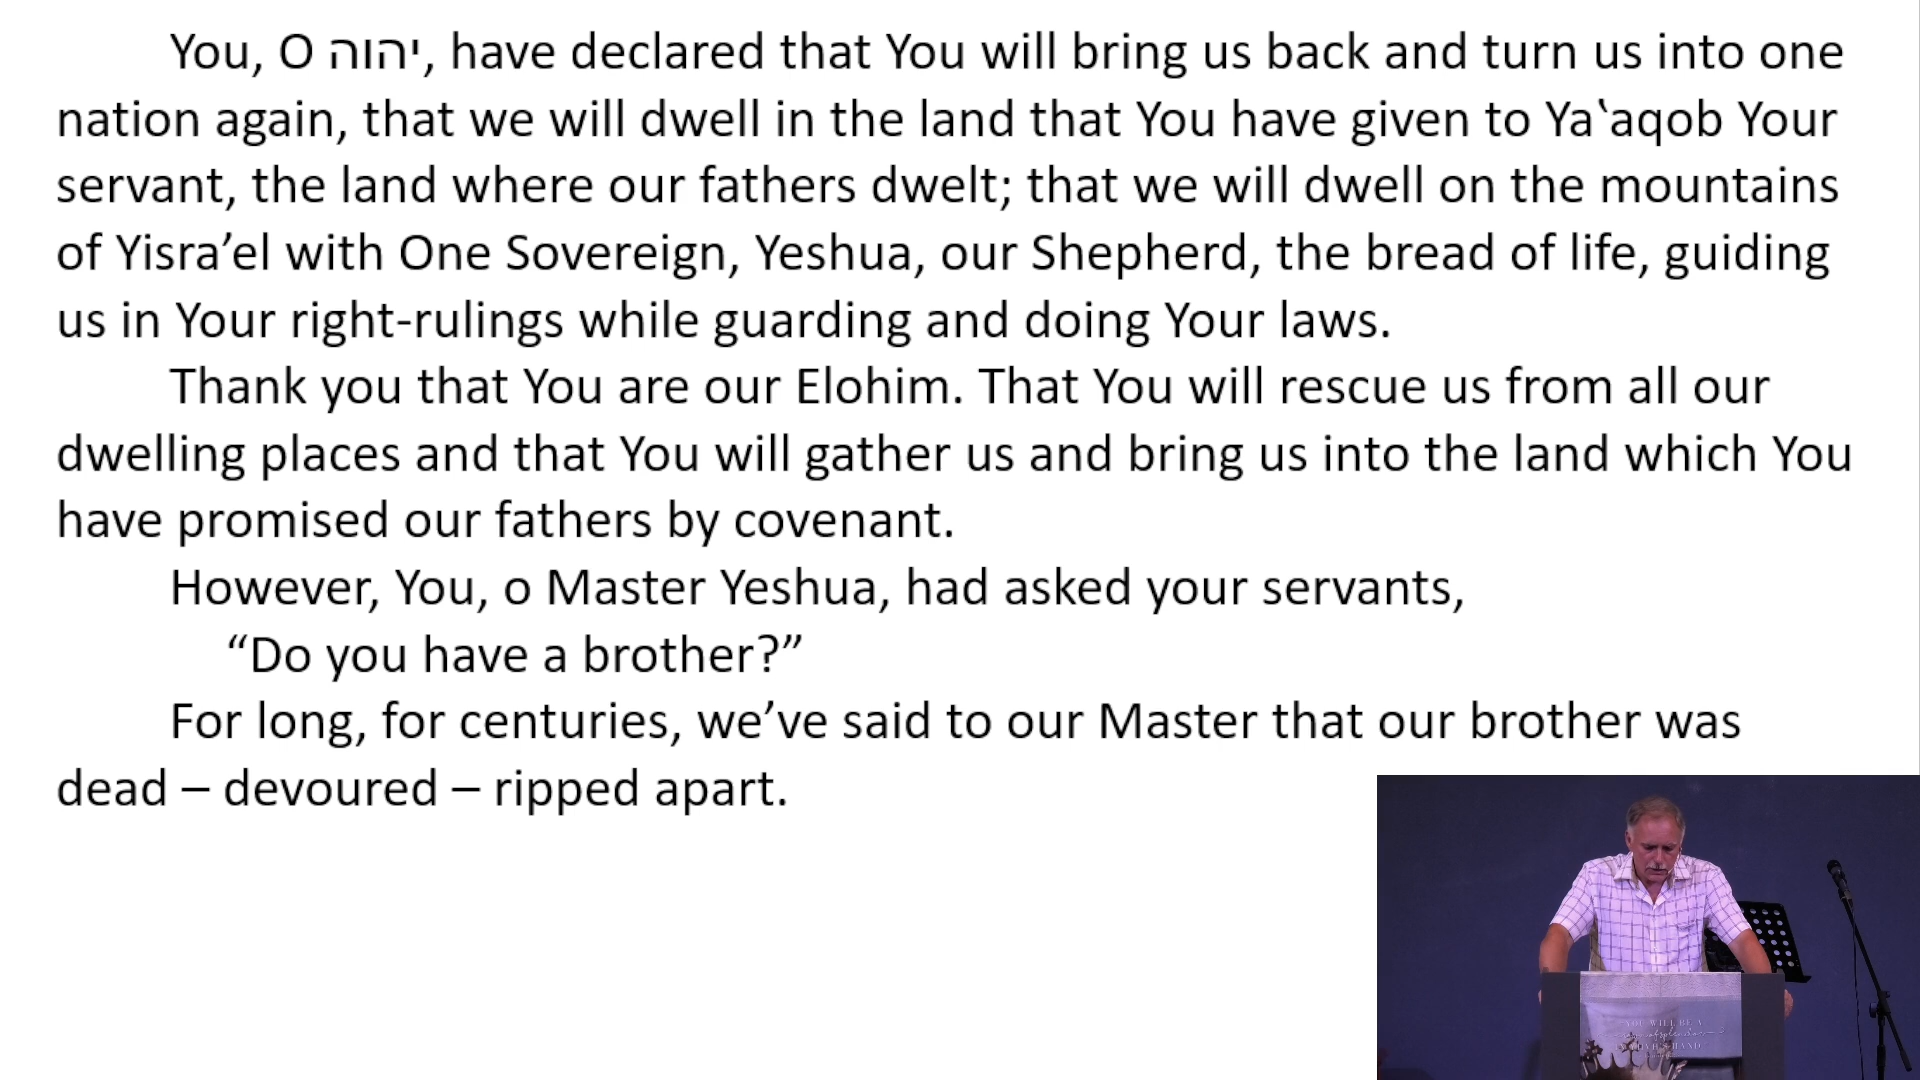 You, O יהוה, have declared that You will bring us back and turn us into one
nation again, that we will dwell in the land that You have given to Ya‛aqob Your
servant, the land where our fathers dwelt; that we will dwell on the mountains
of Yisra’el with One Sovereign, Yeshua, our Shepherd, the bread of life, guiding
us in Your right-rulings while guarding and doing Your laws.
Thank you that You are our Elohim. That You will rescue us from all our
dwelling places and that You will gather us and bring us into the land which You
have promised our fathers by covenant.
However, You, o Master Yeshua, had asked your servants,
“Do you have a brother?”
For long, for centuries, we’ve said to our Master that our brother was
dead – devoured – ripped apart.
YOU WILL BE A
HAND